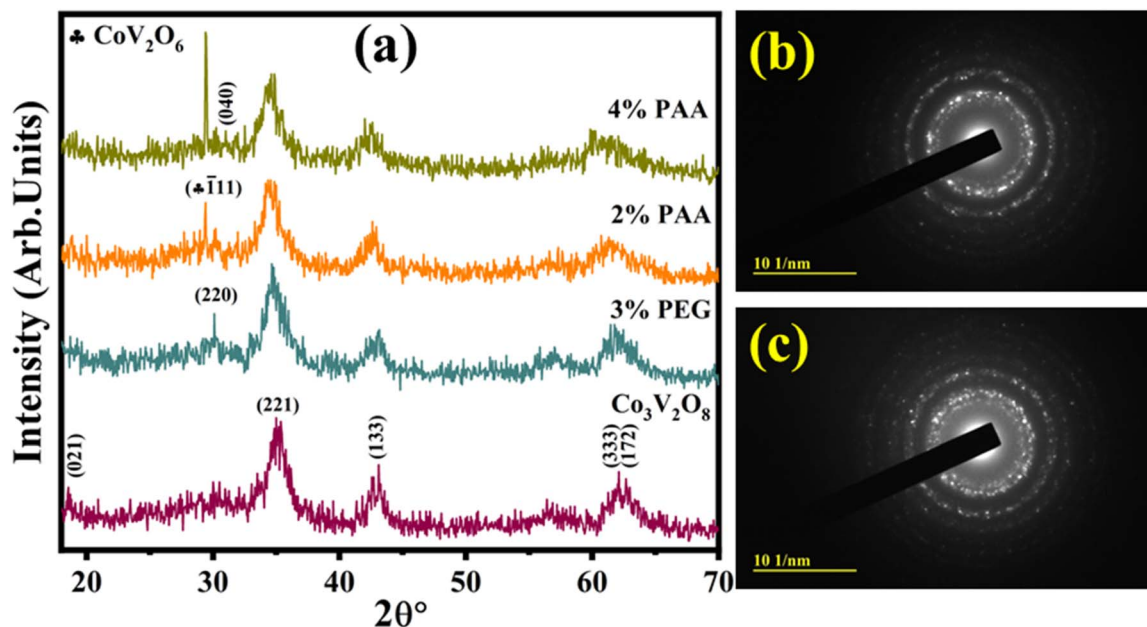 ♣ CoV₂O₆
(a)
(040)
4% PAA
(♣1̅11)
2% PAA
(220)
3% PEG
(221)
Co₃V₂O₈
(021)
(133)
(333)
(172)
Intensity (Arb.Units)
20 30 40 50 60 70
2θ°
(b)
10 1/nm
(c)
10 1/nm